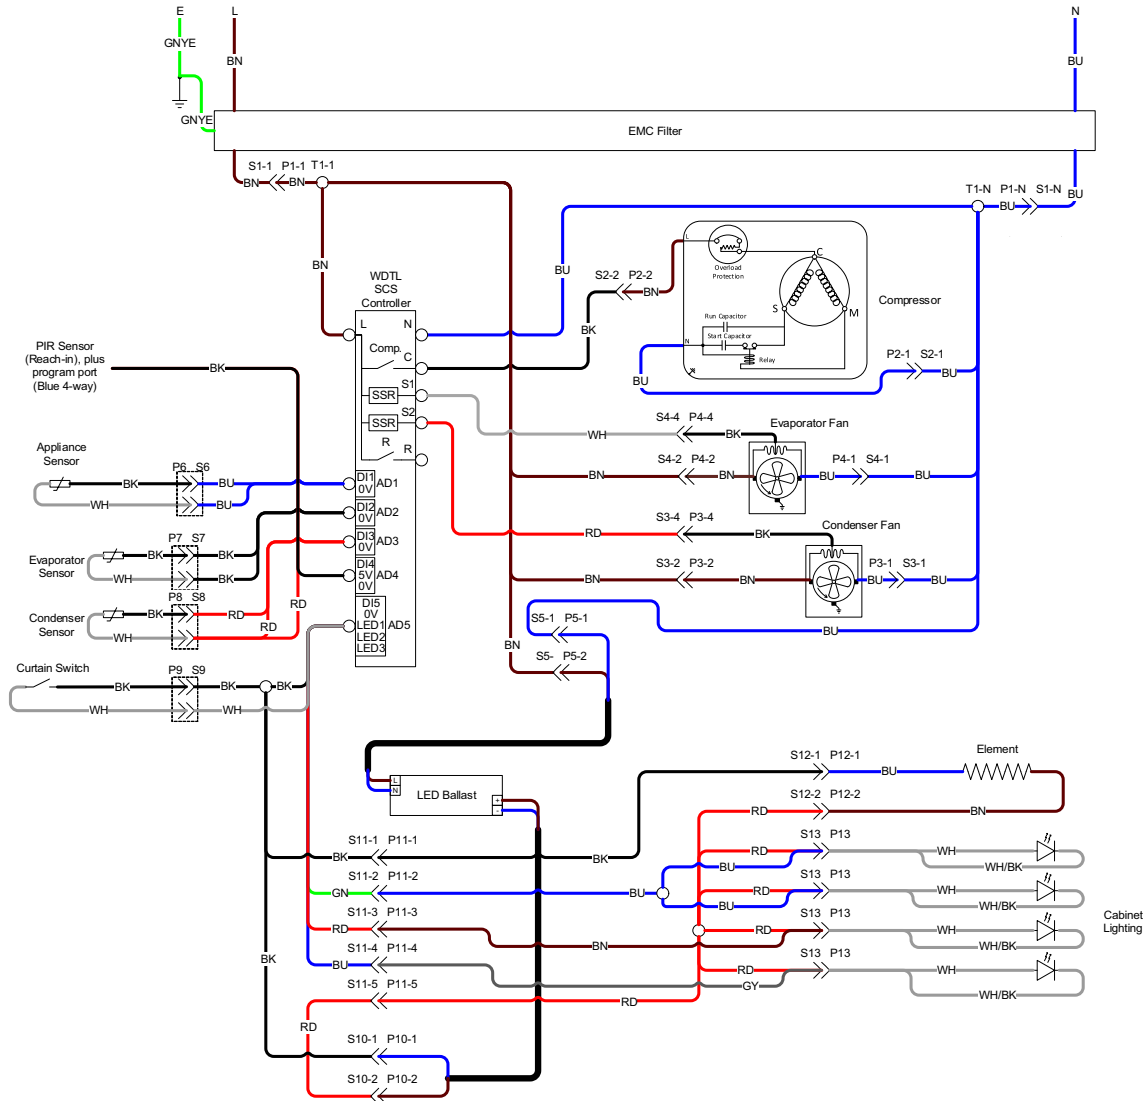 E
L
N
GNYE
BN
BU
GNYE
EMC Filter
S1-1 P1-1 T1-1
BN
BN
T1-N P1-N S1-N
BU
BU
BN
BU
WDTL
SCS
Controller
S2-2 P2-2
BN
BK
L
Overload
Protection
C
S
M
Run Capacitor
Start Capacitor
Relay
N
Compressor
L
N
Comp.
C
S1
SSR
S2
SSR
R
R
PIR Sensor
(Reach-in), plus
program port
(Blue 4-way)
BK
BU
P2-1 S2-1
BU
Evaporator Fan
S4-4 P4-4
WH
BK
S4-2 P4-2
BN
BN
P4-1 S4-1
BU
BU
Appliance
Sensor
P6 S6
BK
BU
WH
BU
DI1
0V
AD1
DI2
0V
AD2
DI3
0V
AD3
DI4
5V
0V
AD4
DI5
0V
LED1
LED2
LED3
AD5
Condenser Fan
S3-4 P3-4
RD
BK
S3-2 P3-2
BN
BN
P3-1 S3-1
BU
BU
Evaporator
Sensor
P7 S7
BK
BK
WH
BK
Condenser
Sensor
P8 S8
BK
RD
WH
RD
RD
S5-1 P5-1
BU
BN
S5- P5-2
Curtain Switch
P9 S9
BK
BK
BK
WH
WH
LED Ballast
L
N
+
-
S12-1 P12-1
BU
Element
S12-2 P12-2
RD
BN
S11-1 P11-1
BK
BK
S11-2 P11-2
GN
BU
S11-3 P11-3
RD
BN
S11-4 P11-4
BU
GY
S11-5 P11-5
RD
RD
BK
S10-1 P10-1
S10-2 P10-2
S13 P13
RD
BU
WH
WH/BK
S13 P13
RD
BU
WH
WH/BK
S13 P13
RD
WH
WH/BK
S13 P13
RD
WH
WH/BK
Cabinet
Lighting